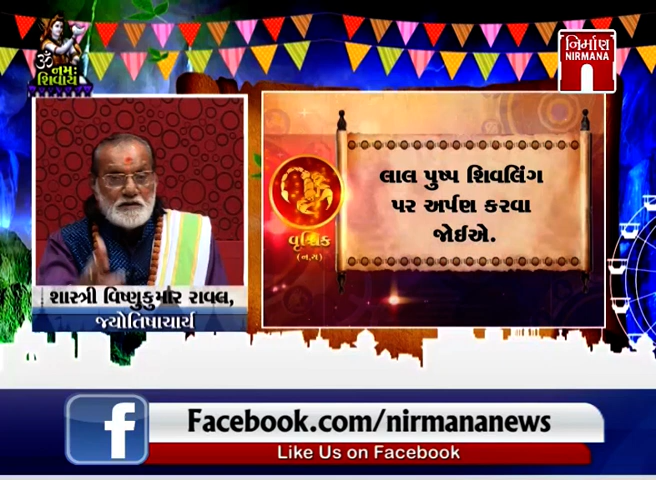 ૐ
નમઃ
શિવાય
નિર્માણ
NIRMANA
લાલ પુષ્પ શિવલિંગ
પર અર્પણ કરવા
જોઈએ.
વૃશ્ચિક
(ન,ય)
શાસ્ત્રી વિષ્ણુકુમાર રાવલ,
જ્યોતિષાચાર્ય
f
Facebook.com/nirmananews
Like Us on Facebook